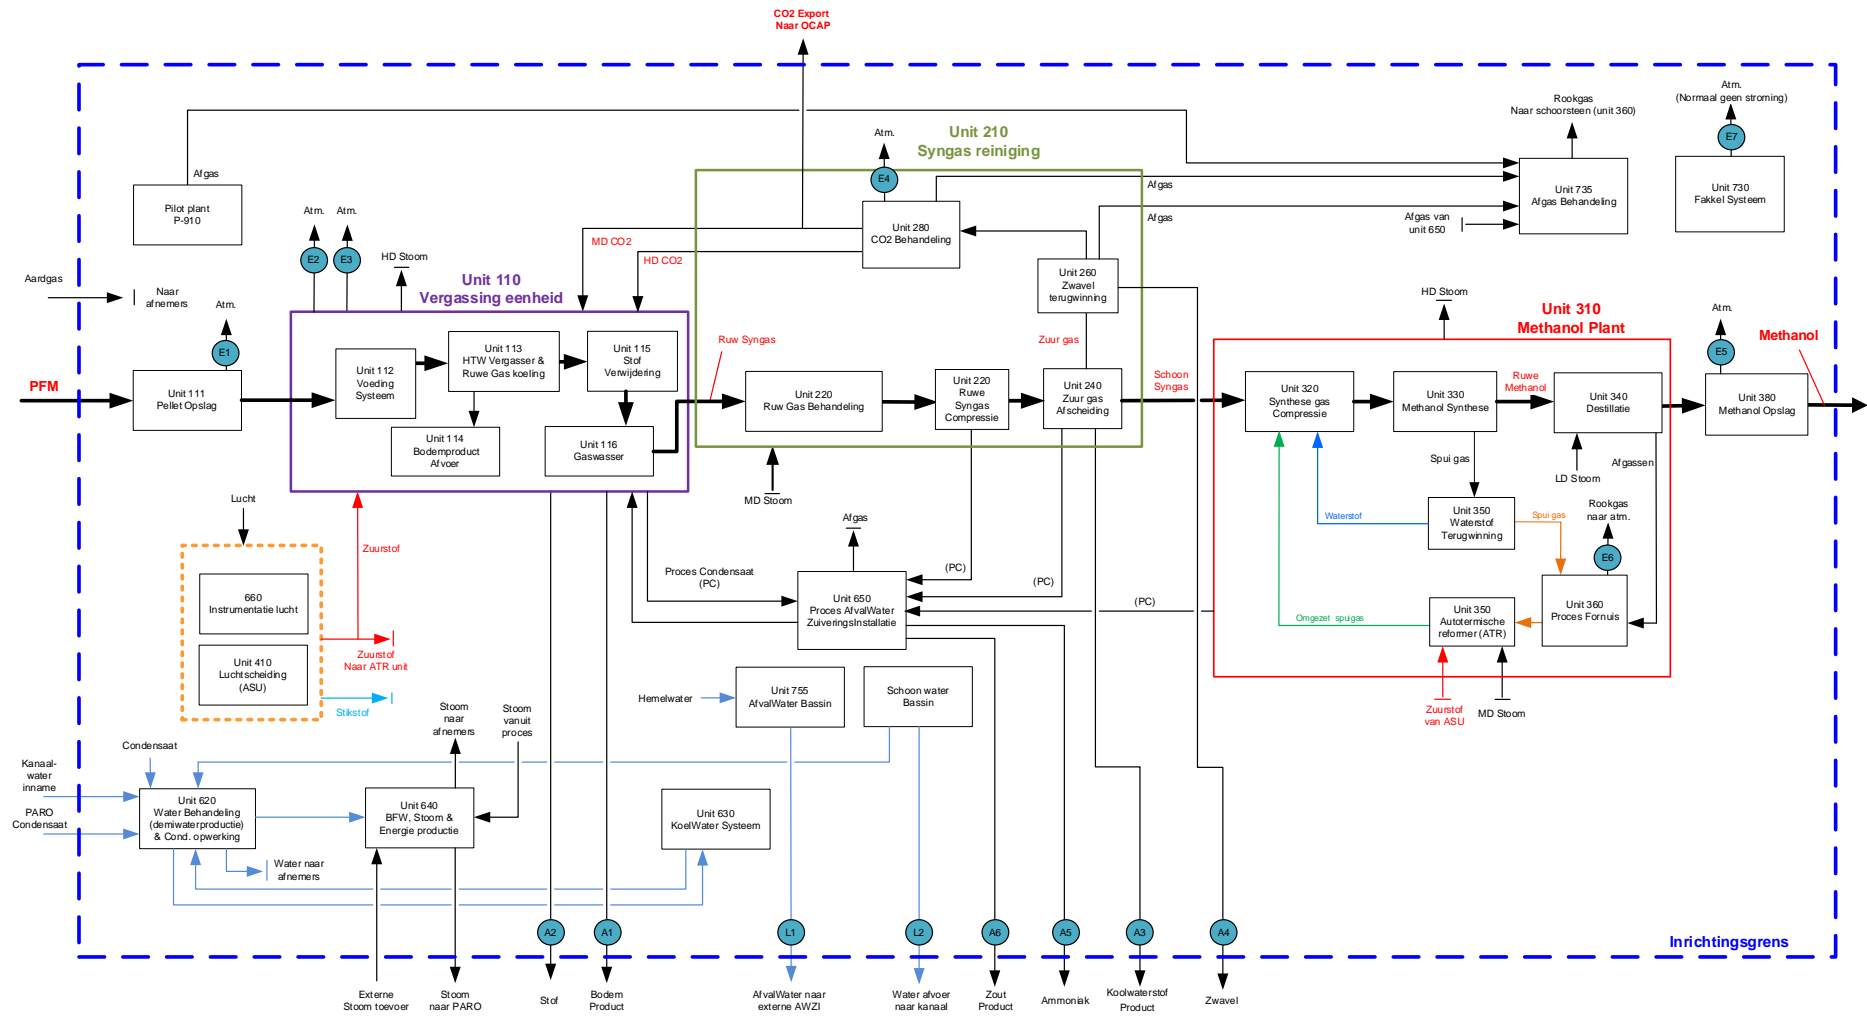 CO2 Export
Naar OCAP
Atm.
(Normaal geen stroming)
E7
Rookgas
Naar schoorsteen (unit 360)
Atm.
E4
Unit 210
Syngas reiniging
Afgas
Pilot plant
P-910
Afgas
Afgas
Afgas van
unit 650
Unit 735
Afgas Behandeling
Unit 730
Fakkel Systeem
Atm.
Atm.
E2
E3
HD Stoom
Unit 280
CO2 Behandeling
MD CO2
HD CO2
Unit 260
Zwavel
terugwinning
Aardgas
Naar
afnemers
Unit 110
Vergassing eenheid
Atm.
E1
HD Stoom
Unit 310
Methanol Plant
Atm.
E5
Methanol
PFM
Unit 111
Pellet Opslag
Unit 112
Voeding
Systeem
Unit 113
HTW Vergasser &
Ruwe Gas koeling
Unit 115
Stof
Verwijdering
Ruw Syngas
Zuur gas
Unit 114
Bodemproduct
Afvoer
Unit 116
Gaswasser
Unit 220
Ruw Gas Behandeling
Unit 220
Ruwe
Syngas
Compressie
Unit 240
Zuur gas
Afscheiding
Schoon
Syngas
Unit 320
Synthese gas
Compressie
Unit 330
Methanol Synthese
Ruwe
Methanol
Unit 340
Destillatie
Unit 380
Methanol Opslag
MD Stoom
Spui gas
LD Stoom
Afgassen
Lucht
Zuurstof
Afgas
Waterstof
Unit 350
Waterstof
Terugwinning
Spui gas
Rookgas
naar atm.
E6
660
Instrumentatie lucht
Unit 410
Luchtscheiding
(ASU)
Zuurstof
Naar ATR unit
Stikstof
Proces Condensaat
(PC)
Unit 650
Proces AfvalWater
ZuiveringsInstallatie
(PC)
(PC)
(PC)
Omgezet spuigas
Unit 350
Autotermische
reformer (ATR)
Unit 360
Proces Fornuis
Zuurstof
van ASU
MD Stoom
Hemelwater
Unit 755
AfvalWater Bassin
Schoon water
Bassin
Stoom
naar
afnemers
Stoom
vanuit
proces
Condensaat
Kanaal-
water
inname
PARO
Condensaat
Unit 620
Water Behandeling
(demiwaterproductie)
& Cond. opwerking
Unit 640
BFW, Stoom &
Energie productie
Unit 630
KoelWater Systeem
Water naar
afnemers
A2
A1
L1
L2
A6
A5
A3
A4
Inrichtingsgrens
Externe
Stoom toevoer
Stoom
naar PARO
Stof
Bodem
Product
AfvalWater naar
externe AWZI
Water afvoer
naar kanaal
Zout
Product
Ammoniak
Koolwaterstof
Product
Zwavel